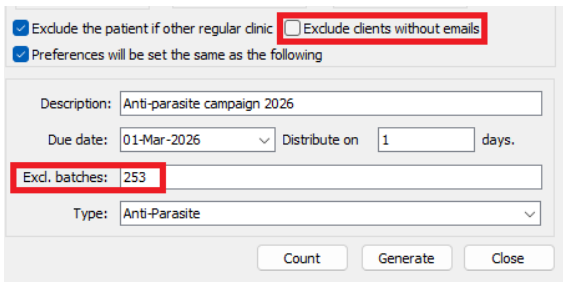 Exclude the patient if other regular clinic Exclude clients without emails
Preferences will be set the same as the following
Description: Anti-parasite campaign 2026
Due date: 01-Mar-2026 Distribute on 1 days.
Excl. batches: 253
Type: Anti-Parasite
Count Generate Close